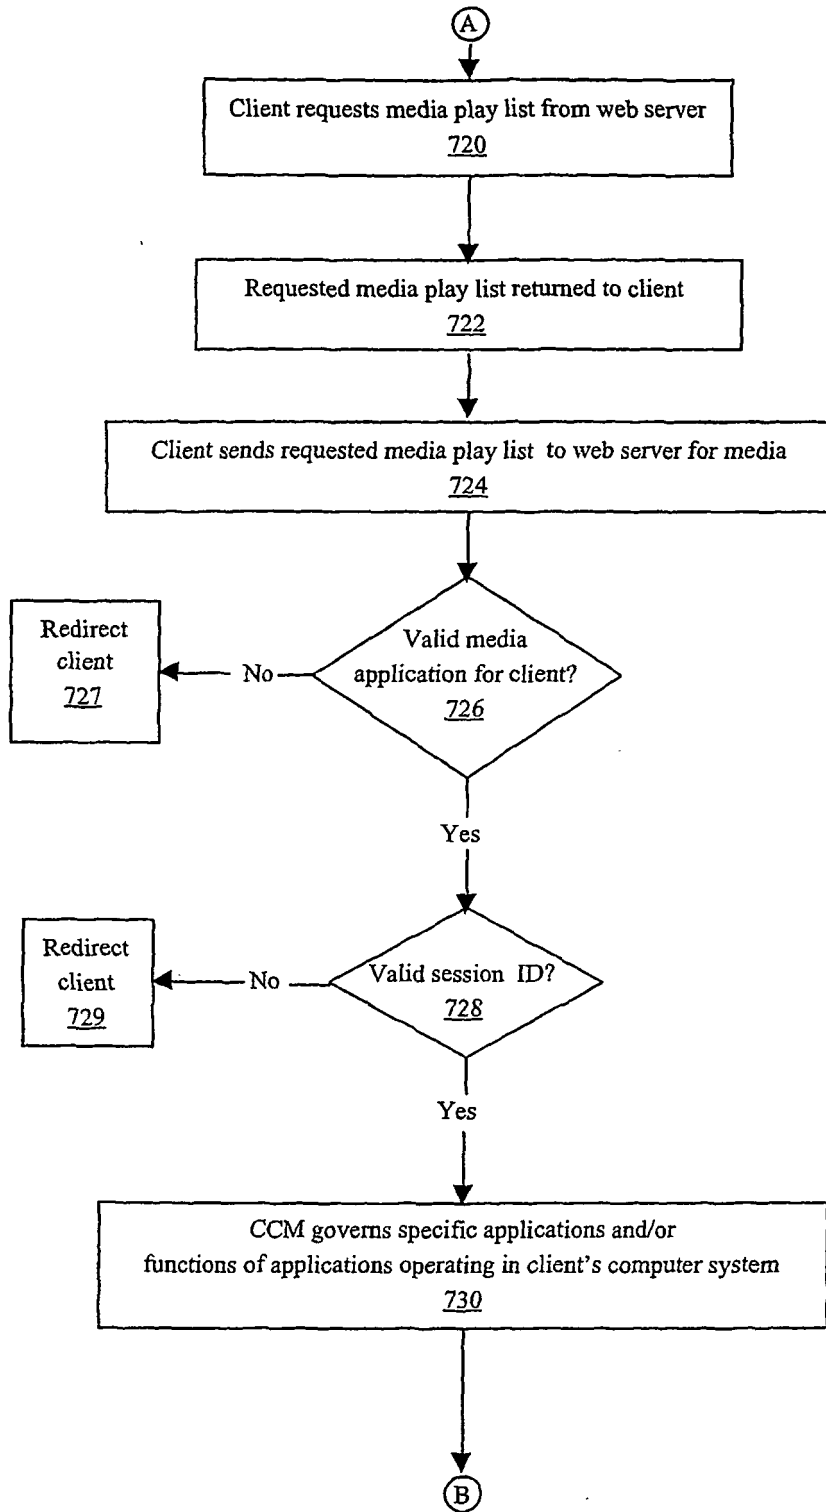 A
Client requests media play list from web server
720
Requested media play list returned to client
722
Client sends requested media play list to web server for media
724
Valid media
application for client?
726
No
Redirect
client
727
Yes
Valid session ID?
728
No
Redirect
client
729
Yes
CCM governs specific applications and/or
functions of applications operating in client's computer system
730
B